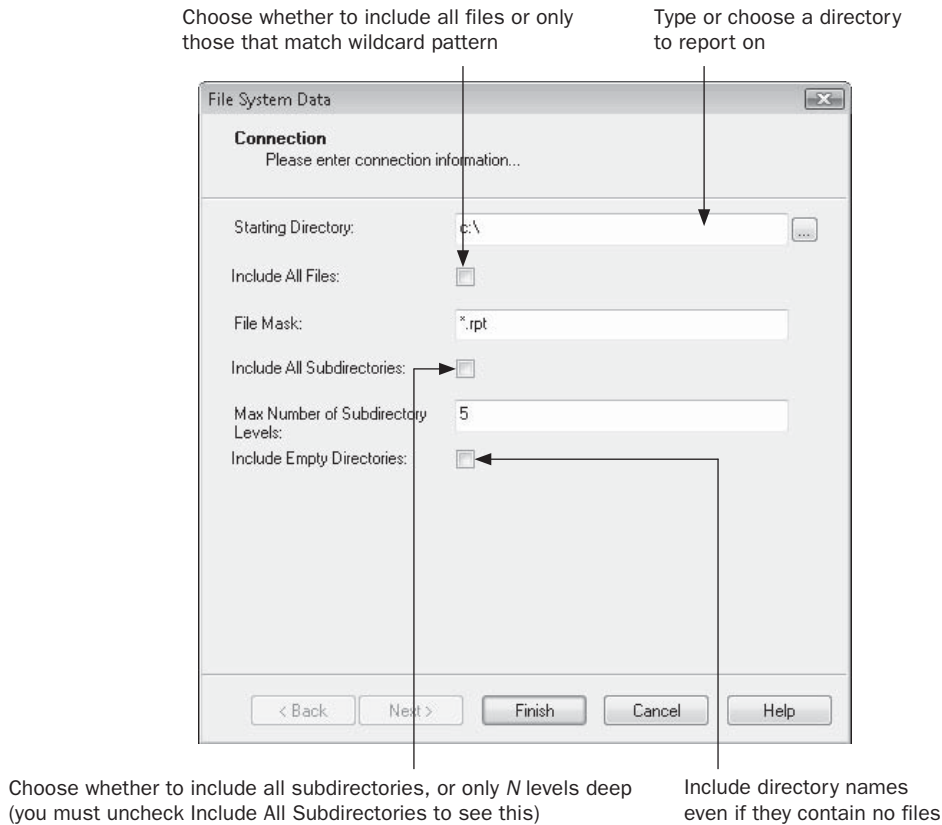 Choose whether to include all files or only
those that match wildcard pattern
Type or choose a directory
to report on
File System Data
Connection
Please enter connection information...
Starting Directory:
c:\
...
Include All Files:
File Mask:
*.rpt
Include All Subdirectories:
Max Number of Subdirectory
Levels:
5
Include Empty Directories:
< Back
Next >
Finish
Cancel
Help
Choose whether to include all subdirectories, or only N levels deep
(you must uncheck Include All Subdirectories to see this)
Include directory names
even if they contain no files